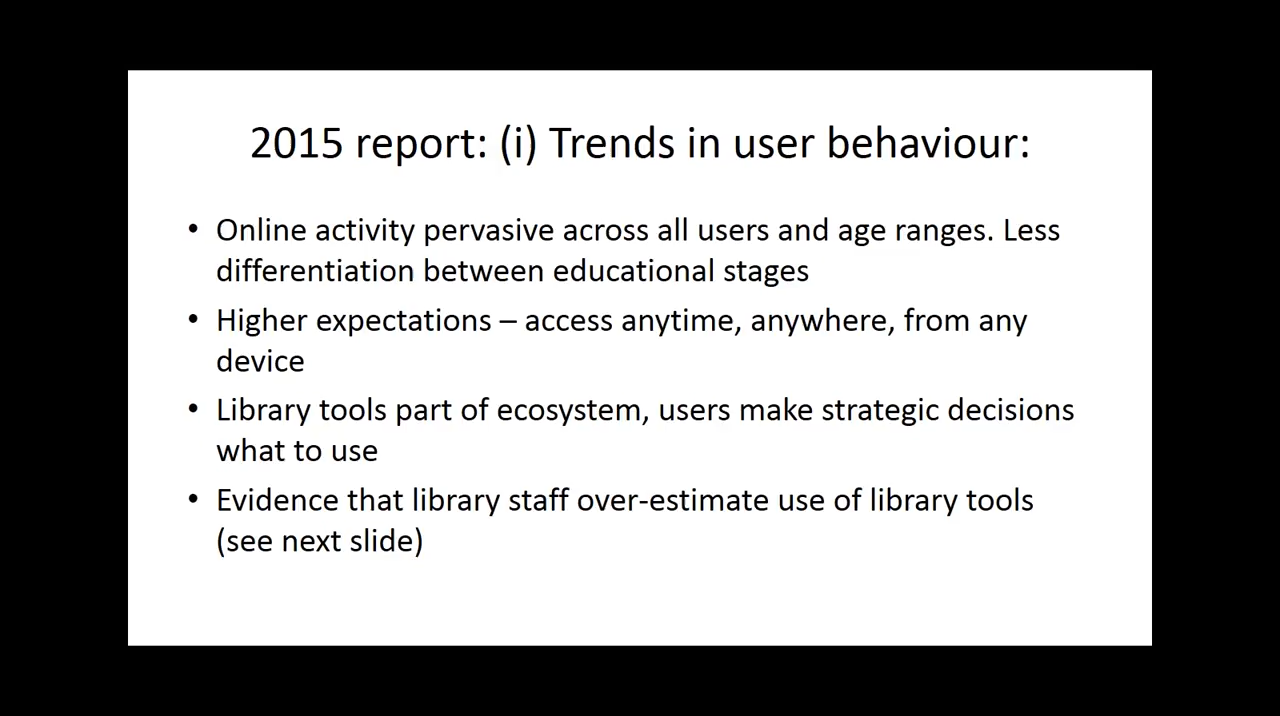 2015 report: (i) Trends in user behaviour:
• Online activity pervasive across all users and age ranges. Less
differentiation between educational stages
• Higher expectations – access anytime, anywhere, from any
device
• Library tools part of ecosystem, users make strategic decisions
what to use
• Evidence that library staff over-estimate use of library tools
(see next slide)